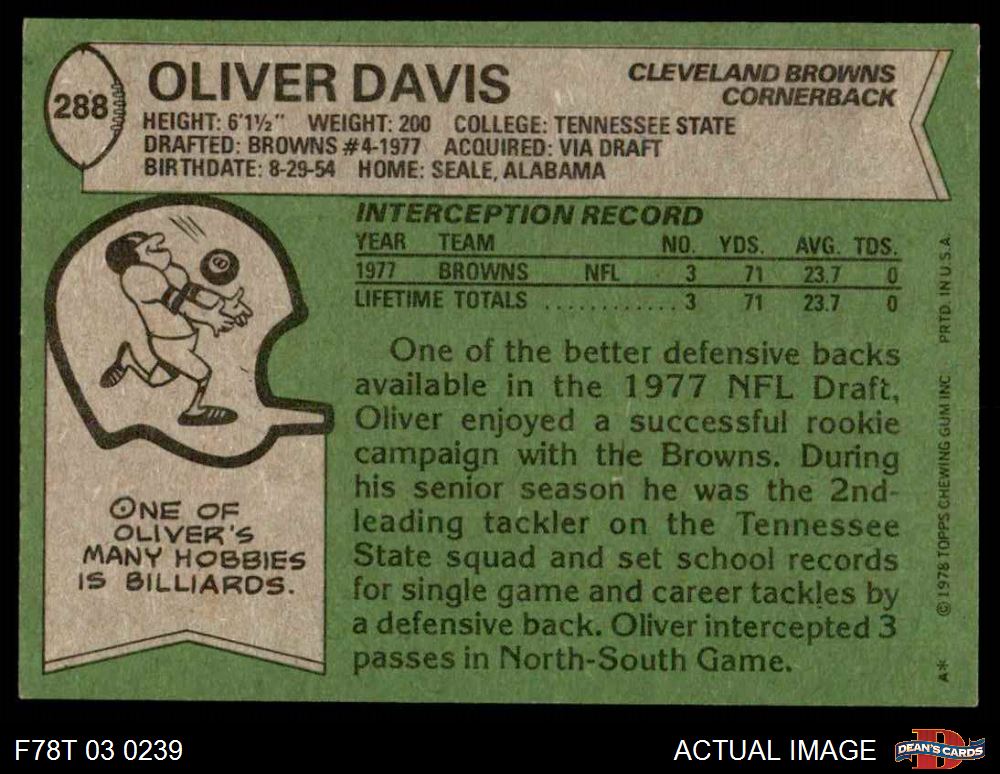 288
OLIVER DAVIS
CLEVELAND BROWNS
CORNERBACK
HEIGHT: 6'1½" WEIGHT: 200 COLLEGE: TENNESSEE STATE
DRAFTED: BROWNS #4-1977 ACQUIRED: VIA DRAFT
BIRTHDATE: 8-29-54 HOME: SEALE, ALABAMA
INTERCEPTION RECORD
YEAR TEAM NO. YDS. AVG. TDS.
1977 BROWNS NFL 3 71 23.7 0
LIFETIME TOTALS ............ 3 71 23.7 0
8
ONE OF
OLIVER'S
MANY HOBBIES
IS BILLIARDS.
One of the better defensive backs
available in the 1977 NFL Draft,
Oliver enjoyed a successful rookie
campaign with the Browns. During
his senior season he was the 2nd-
leading tackler on the Tennessee
State squad and set school records
for single game and career tackles by
a defensive back. Oliver intercepted 3
passes in North-South Game.
A* © 1978 TOPPS CHEWING GUM INC PRTD. IN U.S.A.
F78T 03 0239
ACTUAL IMAGE
D
DEAN'S CARDS